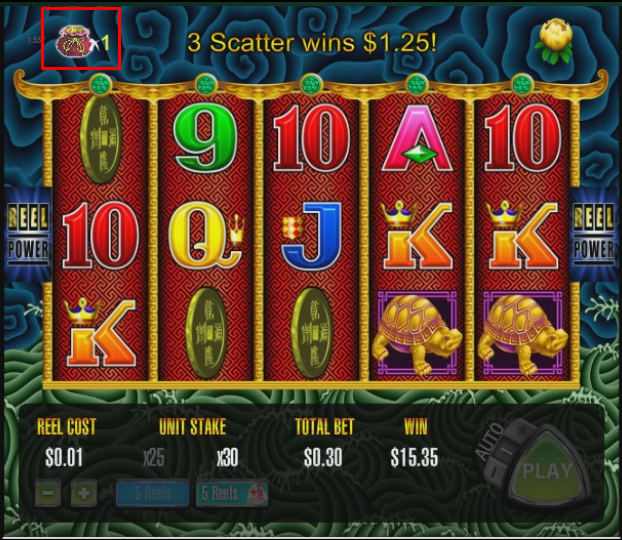 x1
3 Scatter wins $1.25!
9 10 A 10
10 Q J K K
K
REEL POWER
REEL POWER
REEL COST UNIT STAKE TOTAL BET WIN
$0.01 x25 x30 $0.30 $15.35
5 Reels 5 Reels
AUTO
1
PLAY